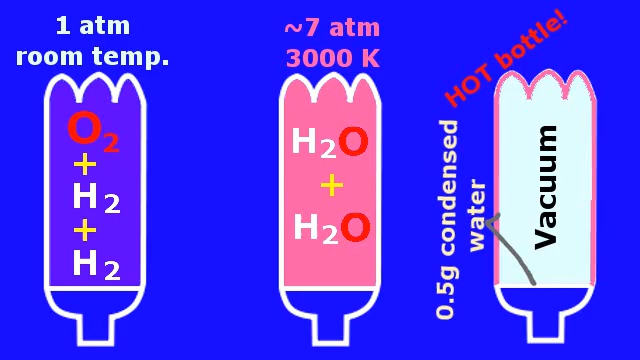 1 atm
room temp.
O₂
+
H₂
+
H₂
~7 atm
3000 K
H₂O
+
H₂O
HOT bottle!
0.5g condensed
water
Vacuum